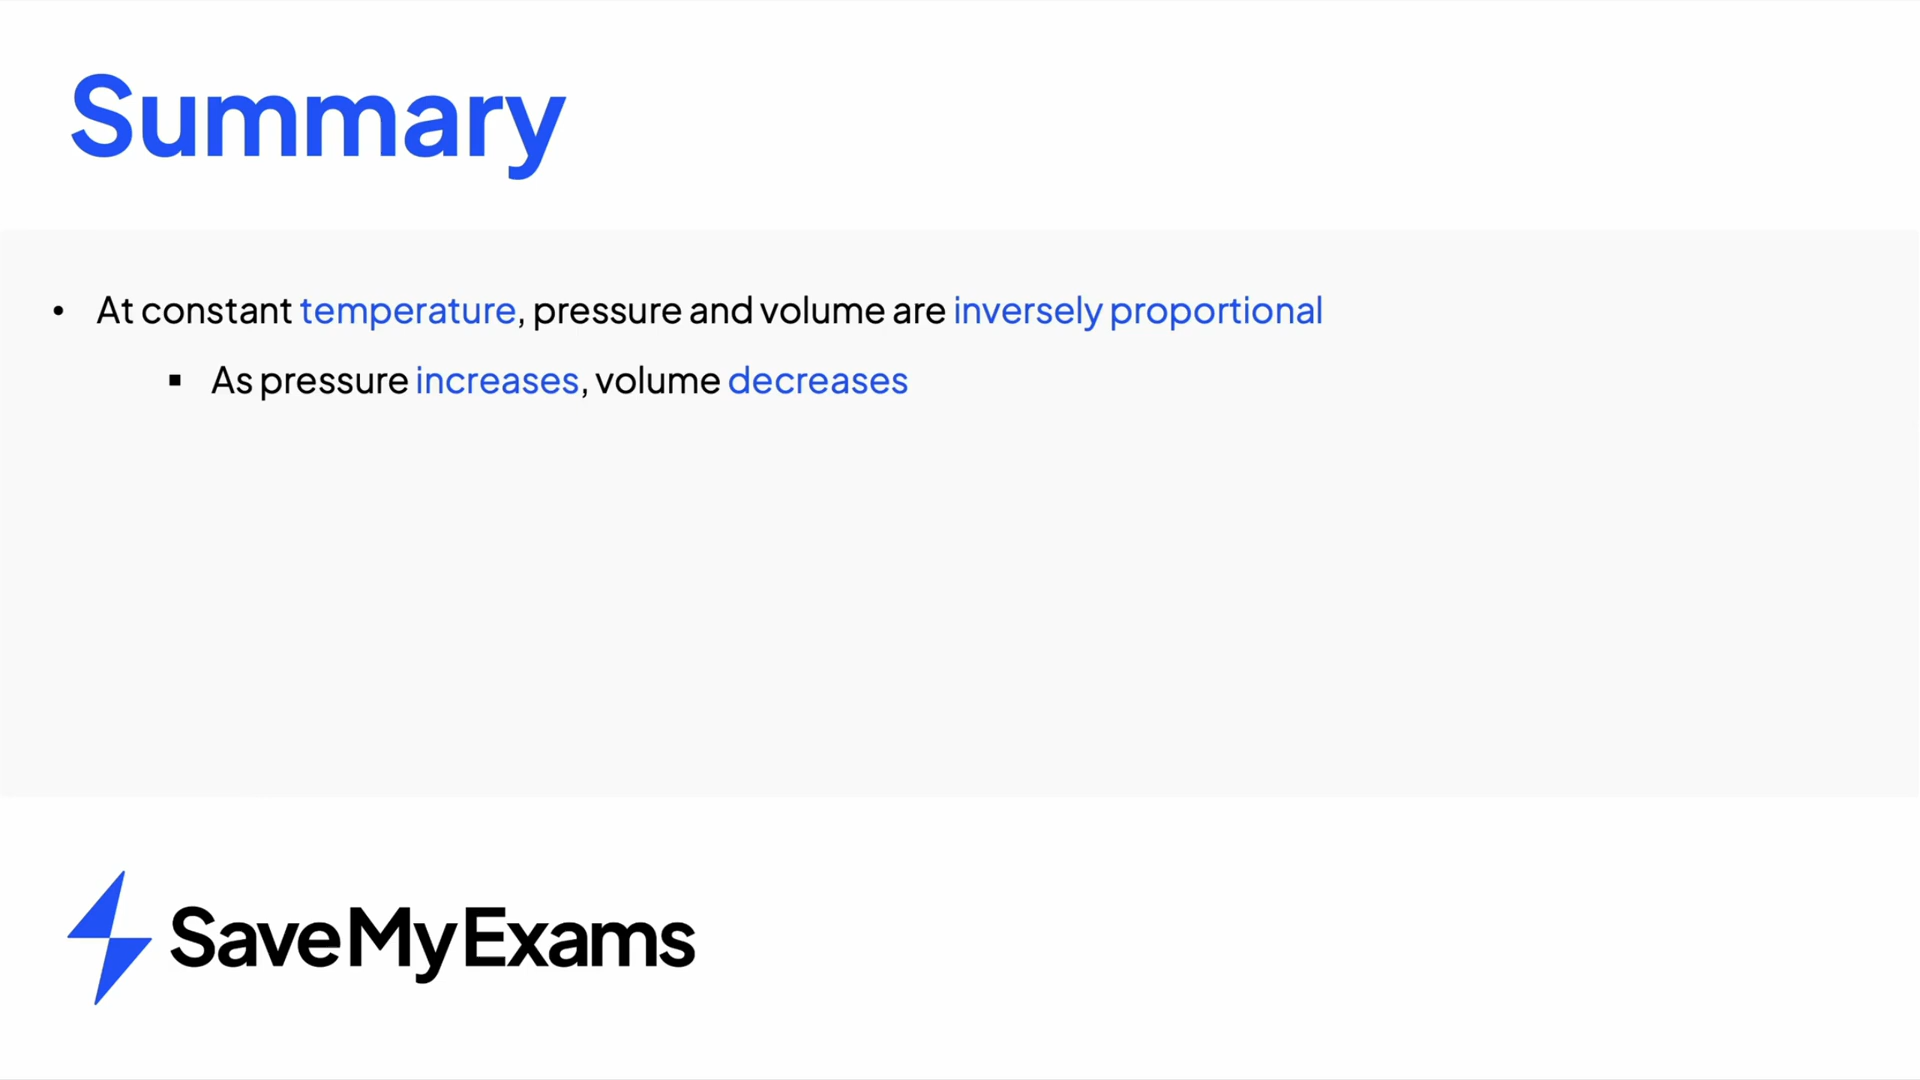 Summary
• At constant temperature, pressure and volume are inversely proportional
▪ As pressure increases, volume decreases
SaveMyExams